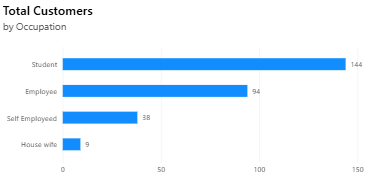 Total Customers
by Occupation
Student 144
Employee 94
Self Employeed 38
House wife 9
0 50 100 150